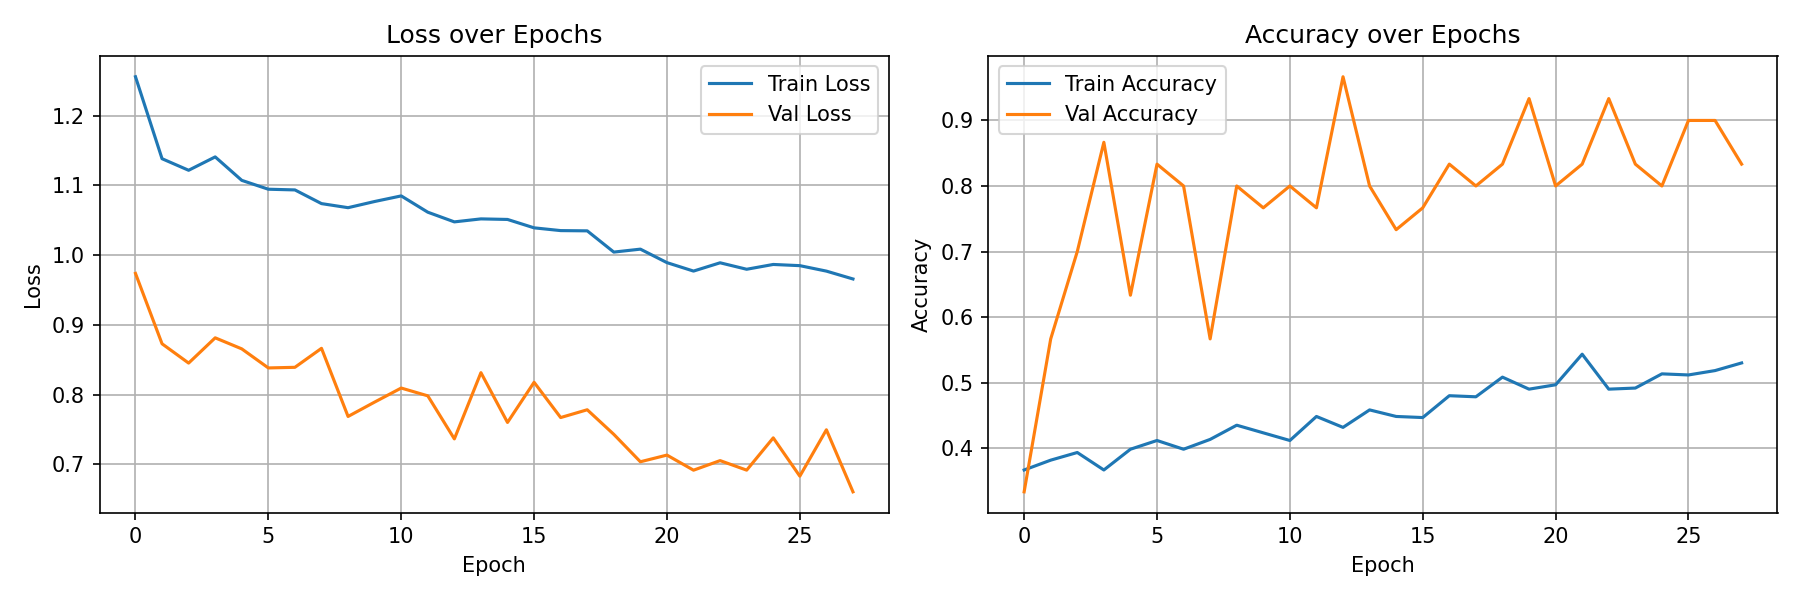 Loss over Epochs
Train Loss
Val Loss
1.2
1.1
1.0
0.9
0.8
0.7
Loss
0 5 10 15 20 25
Epoch
Accuracy over Epochs
Train Accuracy
Val Accuracy
0.9
0.8
0.7
0.6
0.5
0.4
Accuracy
0 5 10 15 20 25
Epoch